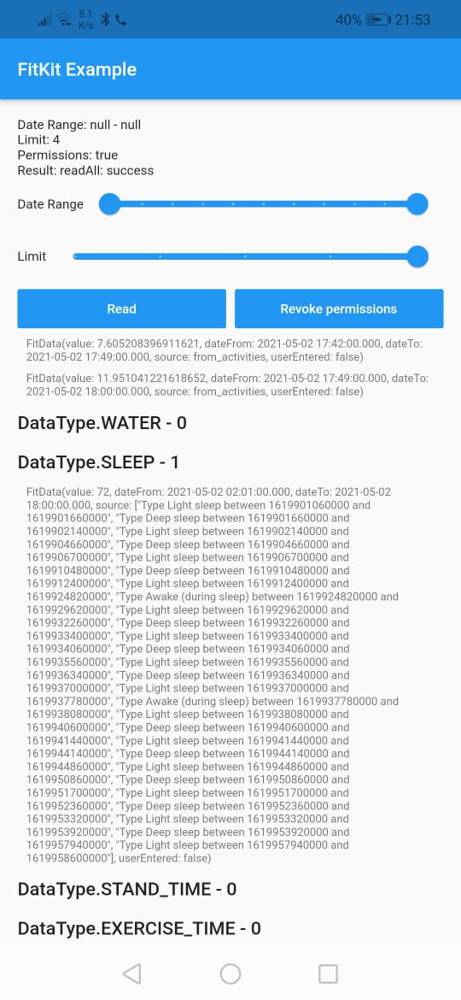 8.1
K/s
40%
21:53
FitKit Example
Date Range: null - null
Limit: 4
Permissions: true
Result: readAll: success
Date Range
Limit
Read
Revoke permissions
FitData(value: 7.605208396911621, dateFrom: 2021-05-02 17:42:00.000, dateTo:
2021-05-02 17:49:00.000, source: from_activities, userEntered: false)
FitData(value: 11.951041221618652, dateFrom: 2021-05-02 17:49:00.000, dateTo:
2021-05-02 18:00:00.000, source: from_activities, userEntered: false)
DataType.WATER - 0
DataType.SLEEP - 1
FitData(value: 72, dateFrom: 2021-05-02 02:01:00.000, dateTo: 2021-05-02
18:00:00.000, source: ["Type Light sleep between 1619901060000 and
1619901660000", "Type Deep sleep between 1619901660000 and
1619902140000", "Type Light sleep between 1619902140000 and
1619904660000", "Type Deep sleep between 1619904660000 and
1619906700000", "Type Light sleep between 1619906700000 and
1619910480000", "Type Deep sleep between 1619910480000 and
1619912400000", "Type Light sleep between 1619912400000 and
1619924820000", "Type Awake (during sleep) between 1619924820000 and
1619929620000", "Type Light sleep between 1619929620000 and
1619932260000", "Type Deep sleep between 1619932260000 and
1619933400000", "Type Light sleep between 1619933400000 and
1619934060000", "Type Deep sleep between 1619934060000 and
1619935560000", "Type Light sleep between 1619935560000 and
1619936340000", "Type Deep sleep between 1619936340000 and
1619937000000", "Type Light sleep between 1619937000000 and
1619937780000", "Type Awake (during sleep) between 1619937780000 and
1619938080000", "Type Light sleep between 1619938080000 and
1619940600000", "Type Deep sleep between 1619940600000 and
1619941440000", "Type Light sleep between 1619941440000 and
1619944140000", "Type Deep sleep between 1619944140000 and
1619944860000", "Type Light sleep between 1619944860000 and
1619950860000", "Type Deep sleep between 1619950860000 and
1619951700000", "Type Light sleep between 1619951700000 and
1619952360000", "Type Deep sleep between 1619952360000 and
1619953320000", "Type Light sleep between 1619953320000 and
1619953920000", "Type Deep sleep between 1619953920000 and
1619957940000", "Type Light sleep between 1619957940000 and
1619958600000"], userEntered: false)
DataType.STAND_TIME - 0
DataType.EXERCISE_TIME - 0